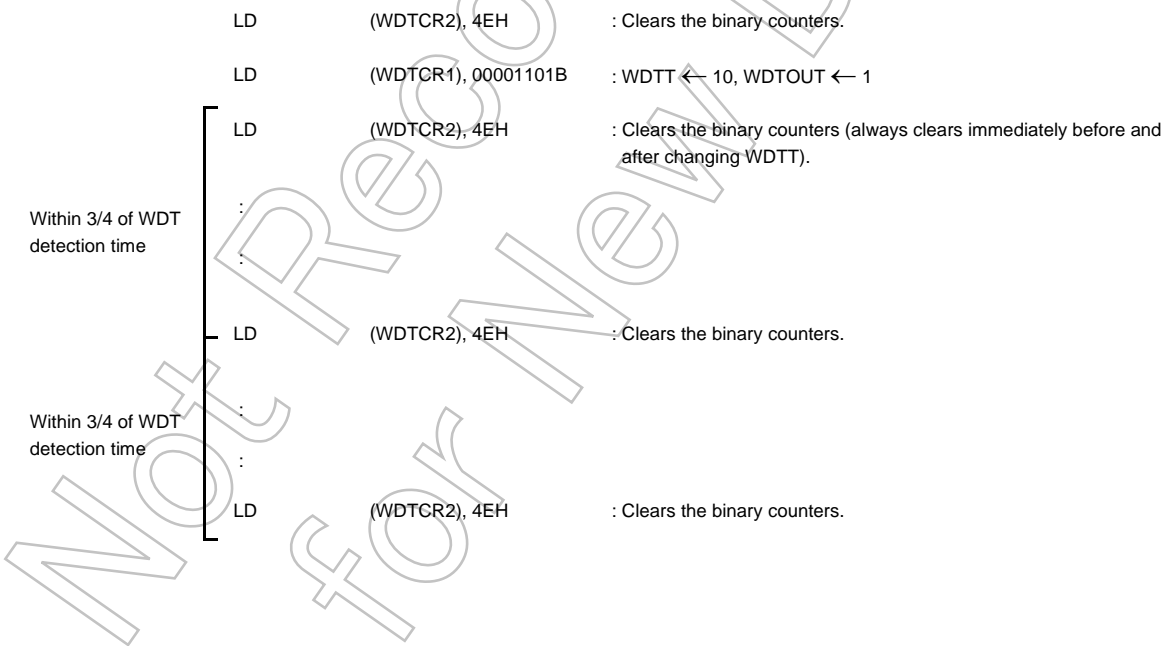 LD (WDTCR2), 4EH : Clears the binary counters.
LD (WDTCR1), 00001101B : WDTT ← 10, WDTOUT ← 1
LD (WDTCR2), 4EH : Clears the binary counters (always clears immediately before and
after changing WDTT).
Within 3/4 of WDT
detection time
:
:
LD (WDTCR2), 4EH : Clears the binary counters.
Within 3/4 of WDT
detection time
:
:
LD (WDTCR2), 4EH : Clears the binary counters.
Not Reco
for New D